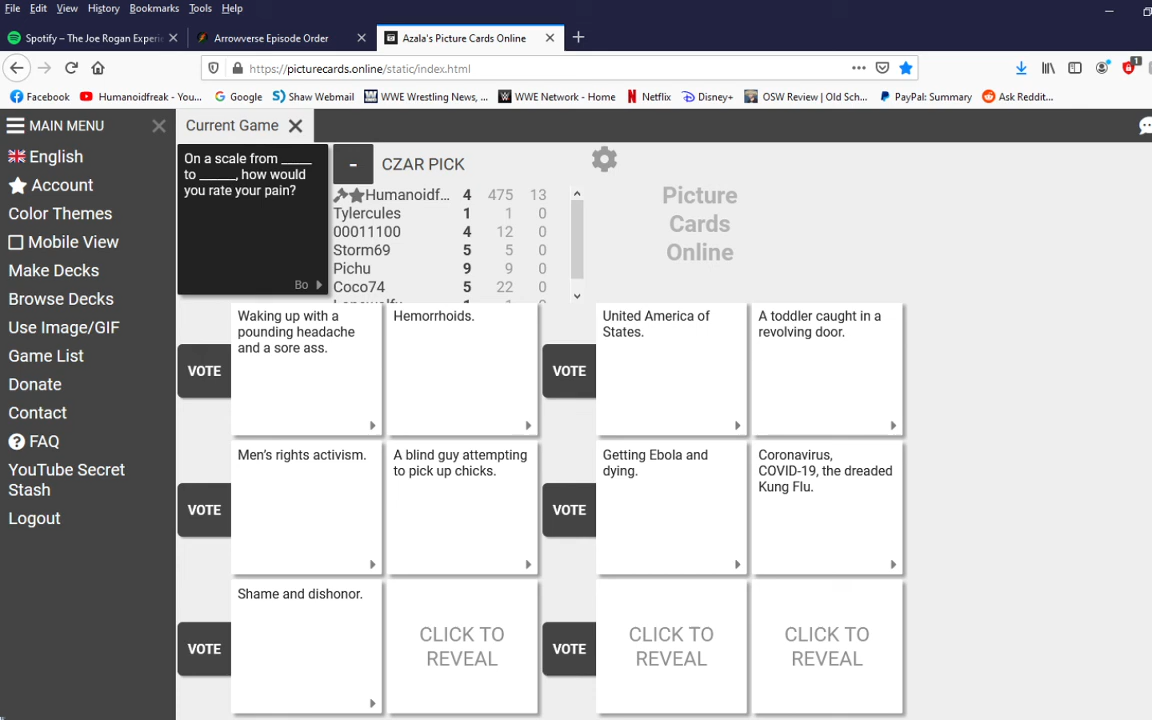 File Edit View History Bookmarks Tools Help
Spotify – The Joe Rogan Experi
Arrowverse Episode Order
Azala's Picture Cards Online
https://picturecards.online/static/index.html
Facebook
Humanoidfreak - You...
Google
Shaw Webmail
WWE Wrestling News, ...
WWE Network - Home
Netflix
Disney+
OSW Review | Old Sch...
PayPal: Summary
Ask Reddit...
1
MAIN MENU
English
Account
Color Themes
Mobile View
Make Decks
Browse Decks
Use Image/GIF
Game List
Donate
Contact
FAQ
YouTube Secret
Stash
Logout
Current Game
On a scale from _____
to ______, how would
you rate your pain?
Bo
-
CZAR PICK
Humanoidf... 4 475 13
Tylercules 1 1 0
00011100 4 12 0
Storm69 5 5 0
Pichu 9 9 0
Coco74 5 22 0
Picture
Cards
Online
VOTE
Waking up with a
pounding headache
and a sore ass.
Hemorrhoids.
VOTE
United America of
States.
A toddler caught in a
revolving door.
VOTE
Men's rights activism.
A blind guy attempting
to pick up chicks.
VOTE
Getting Ebola and
dying.
Coronavirus,
COVID-19, the dreaded
Kung Flu.
VOTE
Shame and dishonor.
CLICK TO
REVEAL
VOTE
CLICK TO
REVEAL
CLICK TO
REVEAL